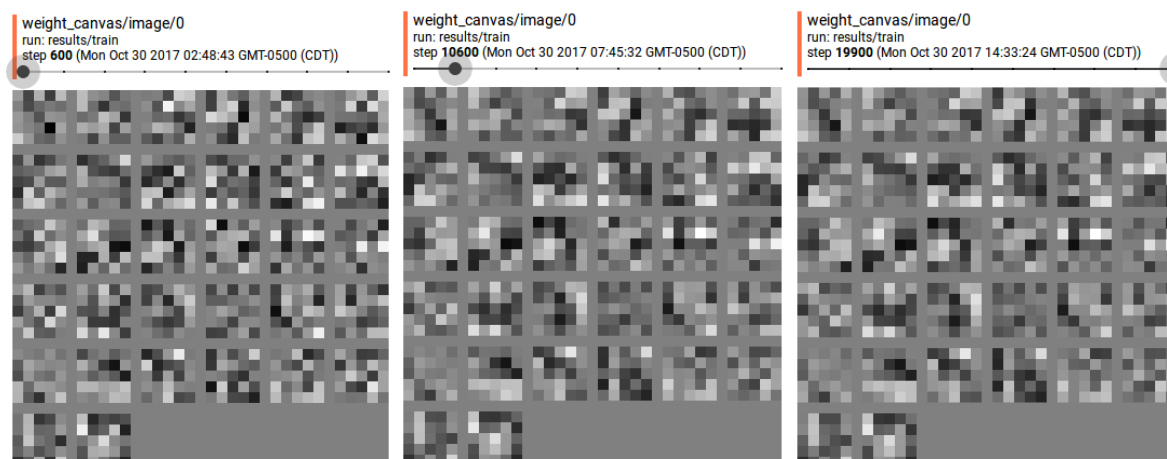 weight_canvas/image/0
run: results/train
step 600 (Mon Oct 30 2017 02:48:43 GMT-0500 (CDT))
weight_canvas/image/0
run: results/train
step 10600 (Mon Oct 30 2017 07:45:32 GMT-0500 (CDT))
weight_canvas/image/0
run: results/train
step 19900 (Mon Oct 30 2017 14:33:24 GMT-0500 (CDT))